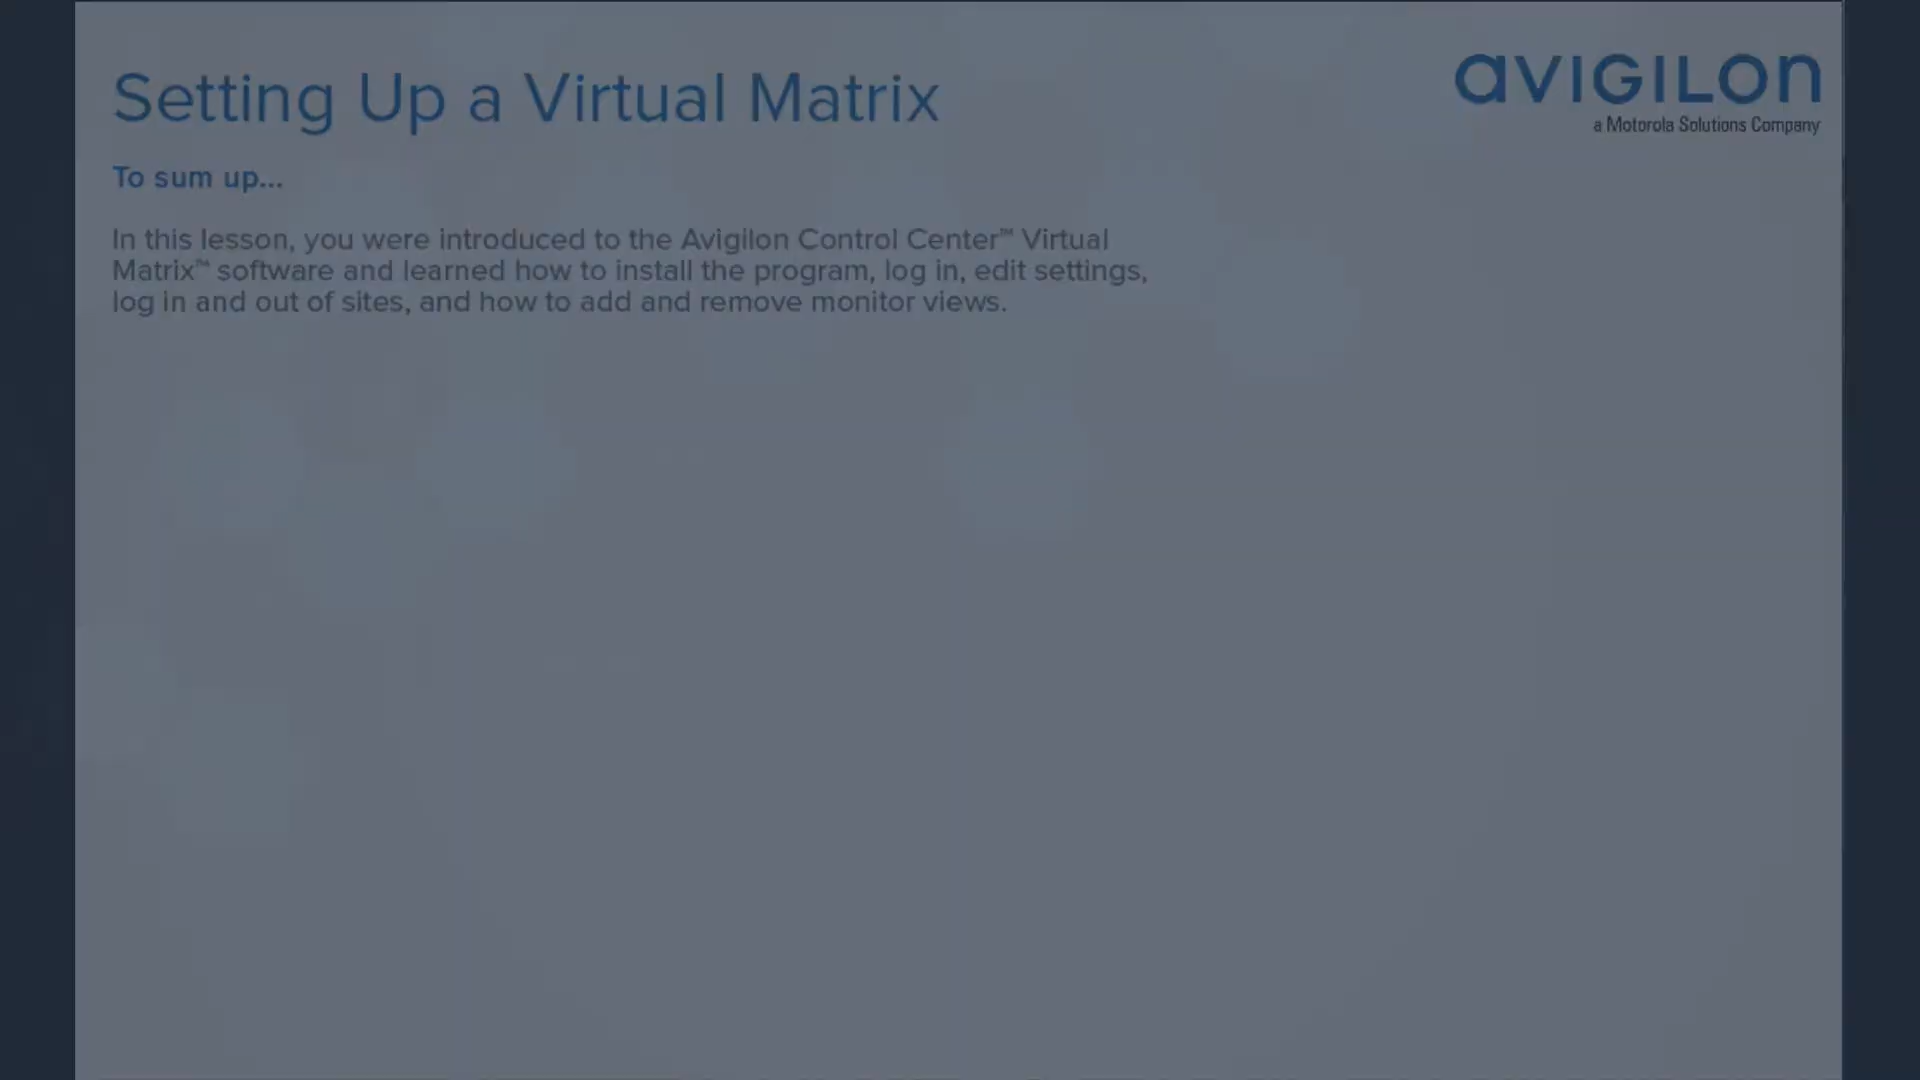 Setting Up a Virtual Matrix
avigilon
a Motorola Solutions Company
To sum up...
In this lesson, you were introduced to the Avigilon Control Center™ Virtual
Matrix™ software and learned how to install the program, log in, edit settings,
log in and out of sites, and how to add and remove monitor views.